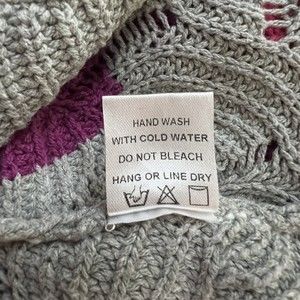 HAND WASH
WITH COLD WATER
DO NOT BLEACH
HANG OR LINE DRY